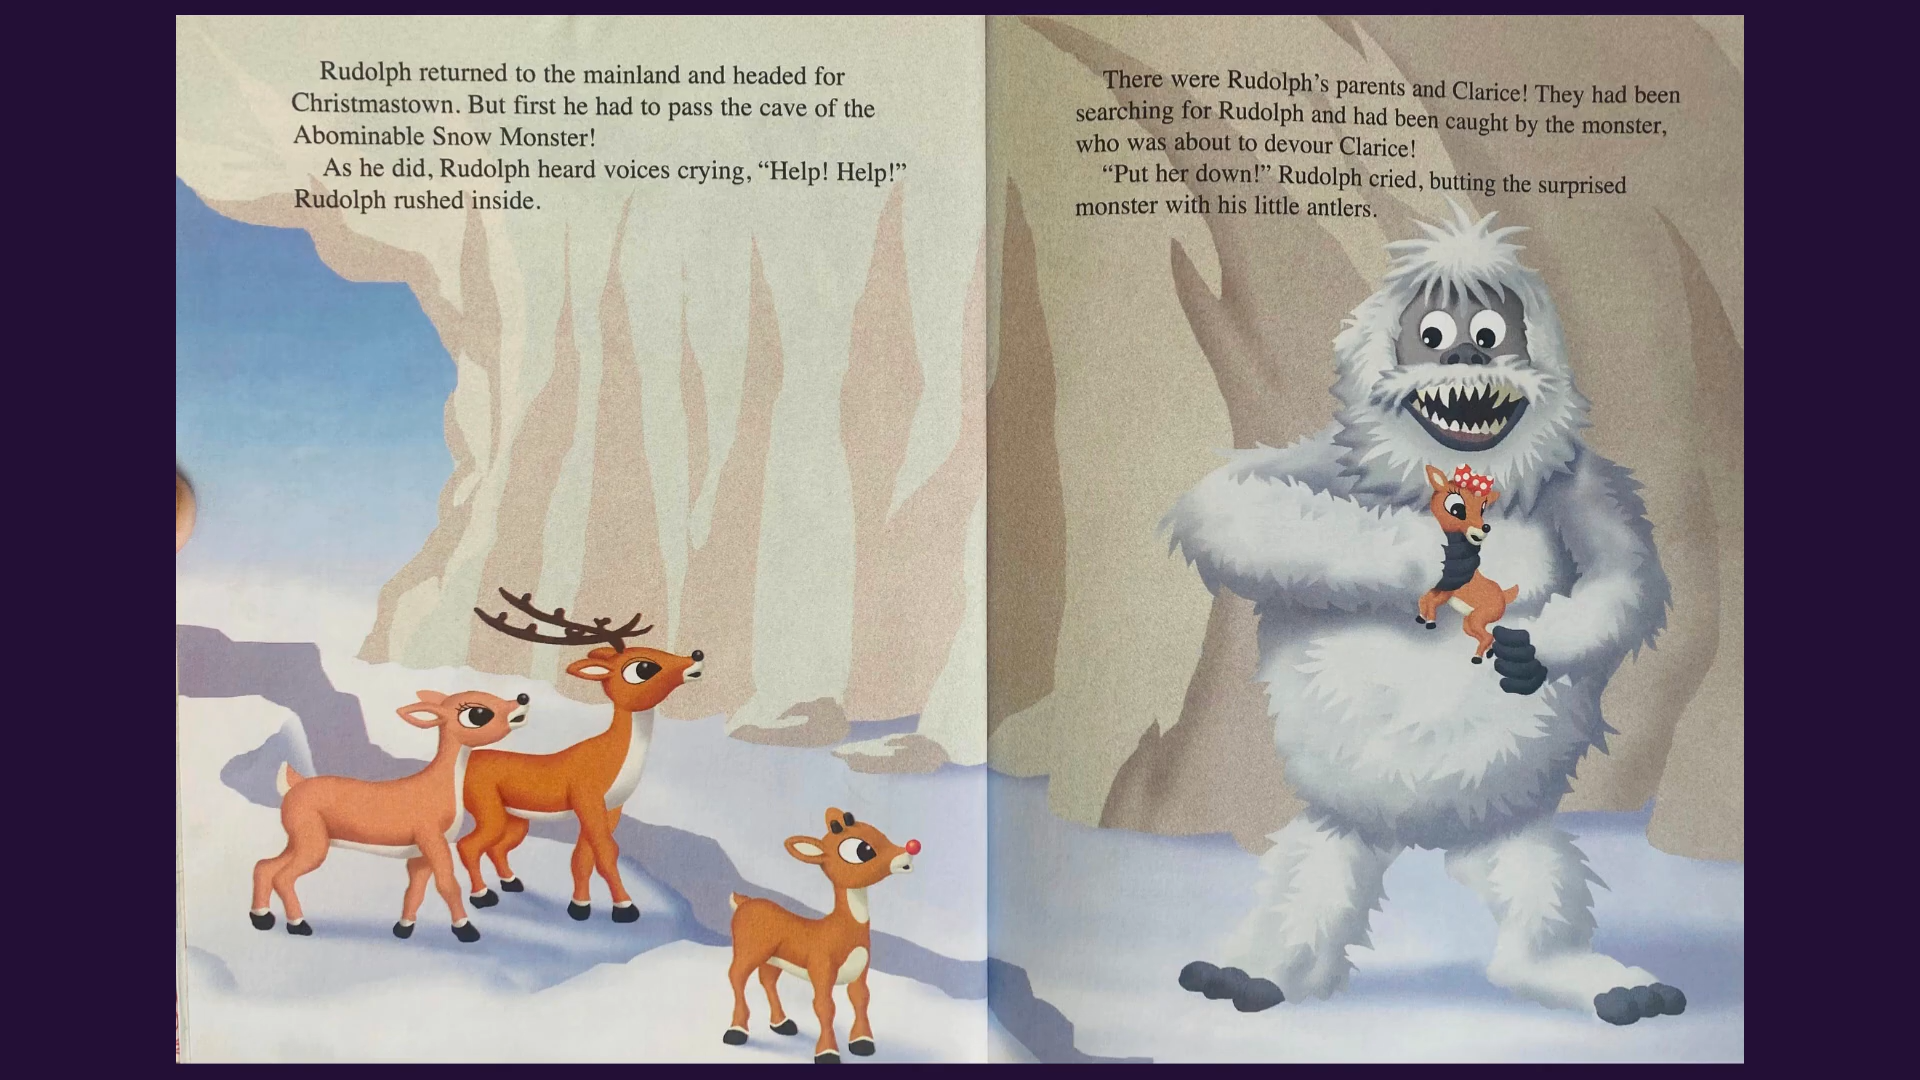 Rudolph returned to the mainland and headed for
Christmastown. But first he had to pass the cave of the
Abominable Snow Monster!
As he did, Rudolph heard voices crying, “Help! Help!”
Rudolph rushed inside.
There were Rudolph’s parents and Clarice! They had been
searching for Rudolph and had been caught by the monster,
who was about to devour Clarice!
“Put her down!” Rudolph cried, butting the surprised
monster with his little antlers.